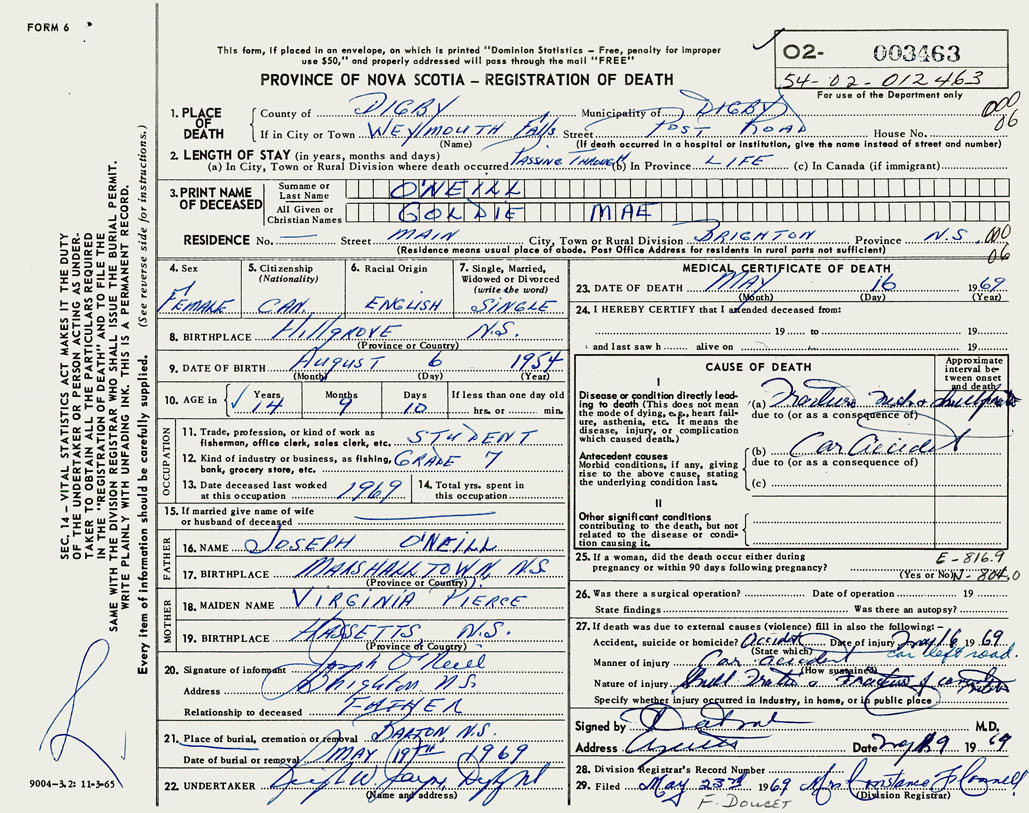 FORM 6
This form, if placed in an envelope, on which is printed "Dominion Statistics – Free, penalty for improper
use $50," and properly addressed will pass through the mail "FREE"
PROVINCE OF NOVA SCOTIA – REGISTRATION OF DEATH
O2- 003463
54-02-012463
For use of the Department only
SEC. 14 – VITAL STATISTICS ACT MAKES IT THE DUTY
OF THE UNDERTAKER OR PERSON ACTING AS UNDER-
TAKER TO OBTAIN ALL THE PARTICULARS REQUIRED
IN THE "REGISTRATION OF DEATH" AND TO FILE THE
SAME WITH THE DIVISION REGISTRAR WHO SHALL ISSUE THE BURIAL PERMIT.
WRITE PLAINLY WITH UNFADING INK. THIS IS A PERMANENT RECORD.
Every item of information should be carefully supplied. (See reverse side for instructions.)
1. PLACE OF DEATH County of DIGBY Municipality of DIGBY 000 06
If in City or Town WEYMOUTH Falls Street POST ROAD House No.
(Name) (If death occurred in a hospital or institution, give the name instead of street and number)
2. LENGTH OF STAY (in years, months and days)
(a) In City, Town or Rural Division where death occurred PASSING THROUGH (b) In Province LIFE (c) In Canada (if immigrant)
3. PRINT NAME OF DECEASED Surname or Last Name O'NEILL
All Given or Christian Names GOLDIE MAE
RESIDENCE No. — Street MAIN City, Town or Rural Division BRIGHTON Province N.S. 000 06
(Residence means usual place of abode. Post Office Address for residents in rural parts not sufficient)
4. Sex FEMALE
5. Citizenship (Nationality) CAN.
6. Racial Origin ENGLISH
7. Single, Married, Widowed or Divorced (write the word) SINGLE
8. BIRTHPLACE Hillgrove N.S.
(Province or Country)
9. DATE OF BIRTH August 6 1954
(Month) (Day) (Year)
10. AGE in Years 14 Months 9 Days 10 If less than one day old
hrs. or min.
OCCUPATION
11. Trade, profession, or kind of work as
fisherman, office clerk, sales clerk, etc. STUDENT
12. Kind of industry or business, as fishing,
bank, grocery store, etc. GRADE 7
13. Date deceased last worked
at this occupation 1969
14. Total yrs. spent in
this occupation
15. If married give name of wife
or husband of deceased —
FATHER
16. NAME JOSEPH O'NEILL
17. BIRTHPLACE MARSHALLTOWN, N.S.
(Province or Country)
MOTHER
18. MAIDEN NAME VIRGINIA PIERCE
19. BIRTHPLACE HASSETTS, N.S.
(Province of Country)
20. Signature of informant Joseph O'Neill
Address Brighton N.S.
Relationship to deceased FATHER
21. Place of burial, cremation or removal BARTON N.S.
Date of burial or removal MAY 19TH 1969
22. UNDERTAKER
(Name and address)
9004–3.2: 11-3-65
MEDICAL CERTIFICATE OF DEATH
23. DATE OF DEATH MAY 16 1969
(Month) (Day) (Year)
24. I HEREBY CERTIFY that I attended deceased from:
19 to 19
and last saw h alive on 19
CAUSE OF DEATH
Approximate interval between onset and death
I
Disease or condition directly leading to death (This does not mean the mode of dying, e.g., heart failure, asthenia, etc. It means the disease, injury, or complication which caused death.)
(a) Fracture
due to (or as a consequence of)
Antecedent causes
Morbid conditions, if any, giving rise to the above cause, stating the underlying condition last.
(b) Car accident
due to (or as a consequence of)
(c)
II
Other significant conditions contributing to the death, but not related to the disease or condition causing it.
25. If a woman, did the death occur either during
pregnancy or within 90 days following pregnancy?
E-816.9
(Yes or No) N-804.0
26. Was there a surgical operation? Date of operation 19
State findings Was there an autopsy?
27. If death was due to external causes (violence) fill in also the following:–
Accident, suicide or homicide? Accident Date of injury May 16 1969
(State which) car left road.
Manner of injury Car accident
(How sustained)
Nature of injury
Specify whether injury occurred in industry, in home, or in public place
Signed by M.D.
Address Date May 19 1969
28. Division Registrar's Record Number
29. Filed May 23rd 1969 Mrs Constance
(Division Registrar)
F. DOUCET